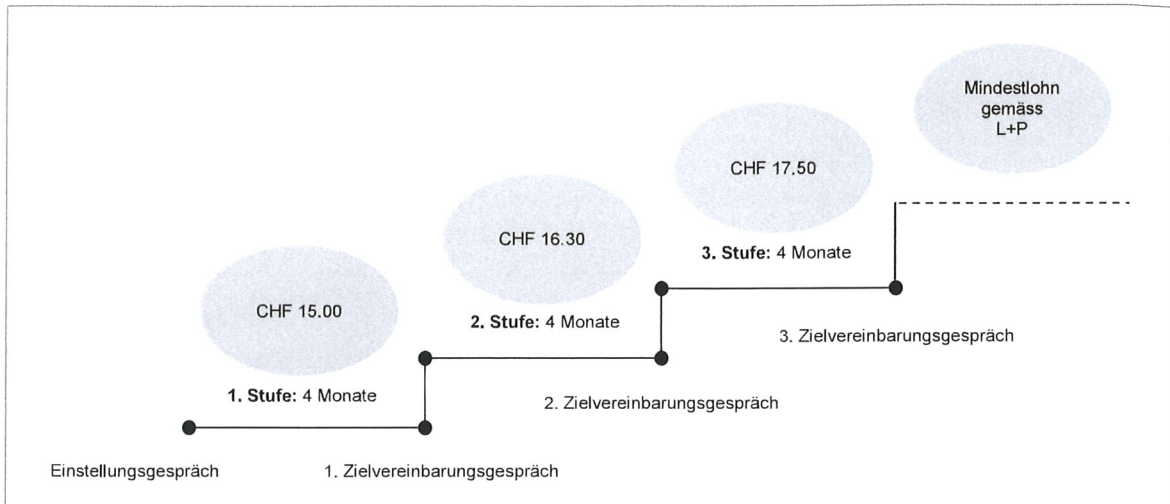 Mindestlohn
gemäss
L+P
CHF 17.50
CHF 16.30
3. Stufe: 4 Monate
CHF 15.00
2. Stufe: 4 Monate
3. Zielvereinbarungsgespräch
1. Stufe: 4 Monate
2. Zielvereinbarungsgespräch
Einstellungsgespräch
1. Zielvereinbarungsgespräch